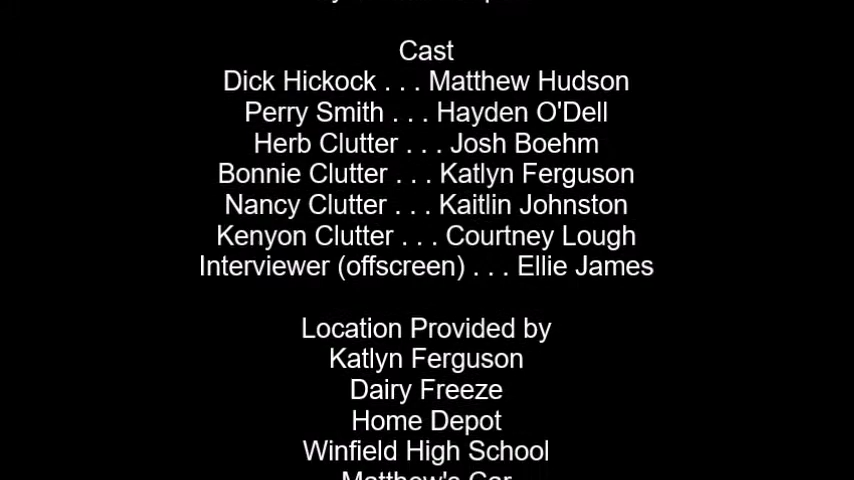 Cast
Dick Hickock . . . Matthew Hudson
Perry Smith . . . Hayden O'Dell
Herb Clutter . . . Josh Boehm
Bonnie Clutter . . . Katlyn Ferguson
Nancy Clutter . . . Kaitlin Johnston
Kenyon Clutter . . . Courtney Lough
Interviewer (offscreen) . . . Ellie James
Location Provided by
Katlyn Ferguson
Dairy Freeze
Home Depot
Winfield High School
Matthew's Car